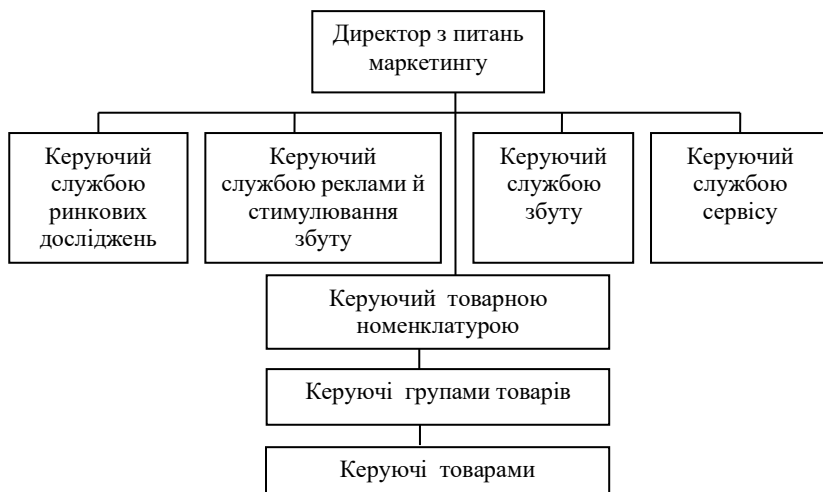 Директор з питань
маркетингу
Керуючий
службою
ринкових
досліджень
Керуючий
службою реклами й
стимулювання
збуту
Керуючий
службою
збуту
Керуючий
службою
сервісу
Керуючий товарною
номенклатурою
Керуючі групами товарів
Керуючі товарами